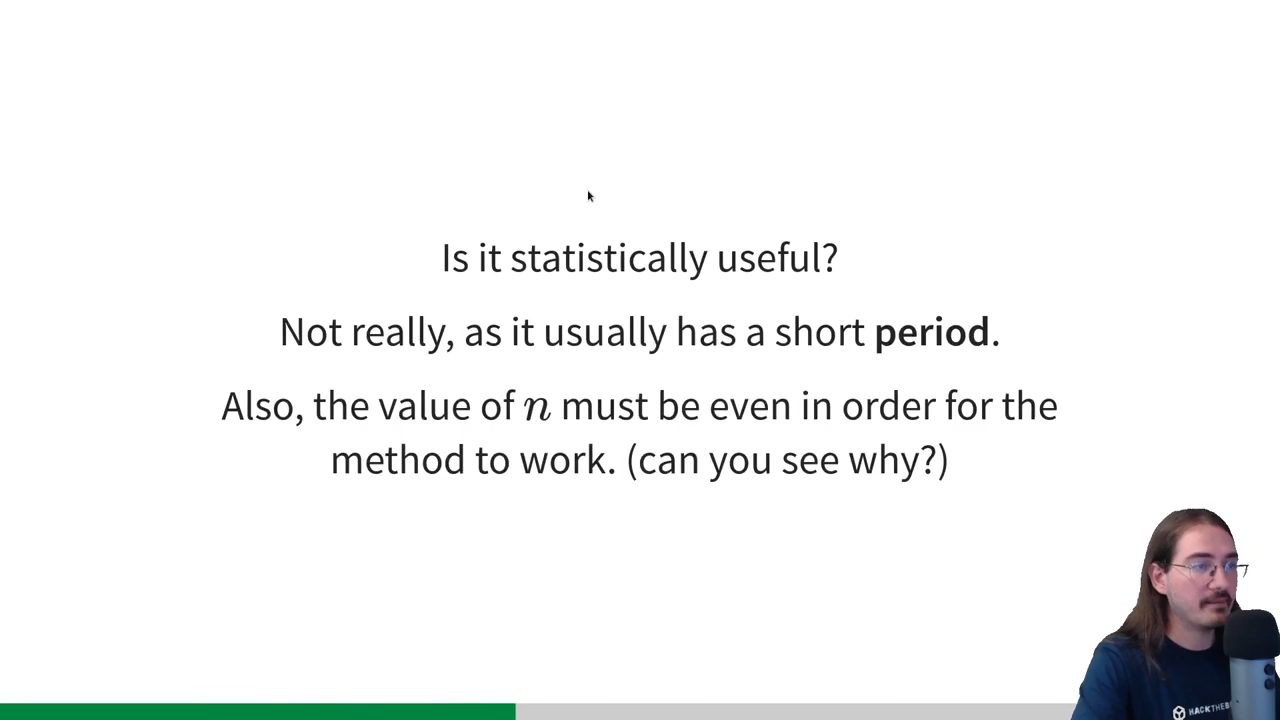 Is it statistically useful?
Not really, as it usually has a short period.
Also, the value of n must be even in order for the
method to work. (can you see why?)
HACKTHEB